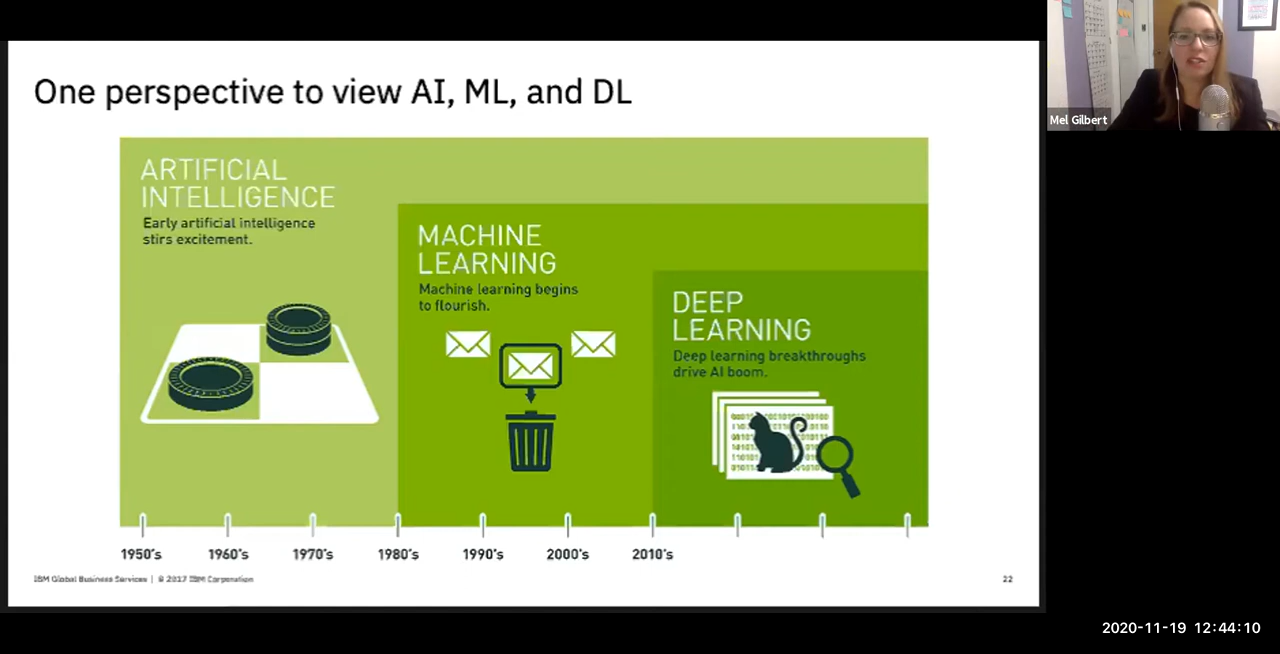 One perspective to view AI, ML, and DL
Mel Gilbert
ARTIFICIAL
INTELLIGENCE
Early artificial intelligence
stirs excitement.
MACHINE
LEARNING
Machine learning begins
to flourish.
DEEP
LEARNING
Deep learning breakthroughs
drive AI boom.
1950's 1960's 1970's 1980's 1990's 2000's 2010's
IBM Global Business Services | © 2017 IBM Corporation 22
2020-11-19 12:44:10